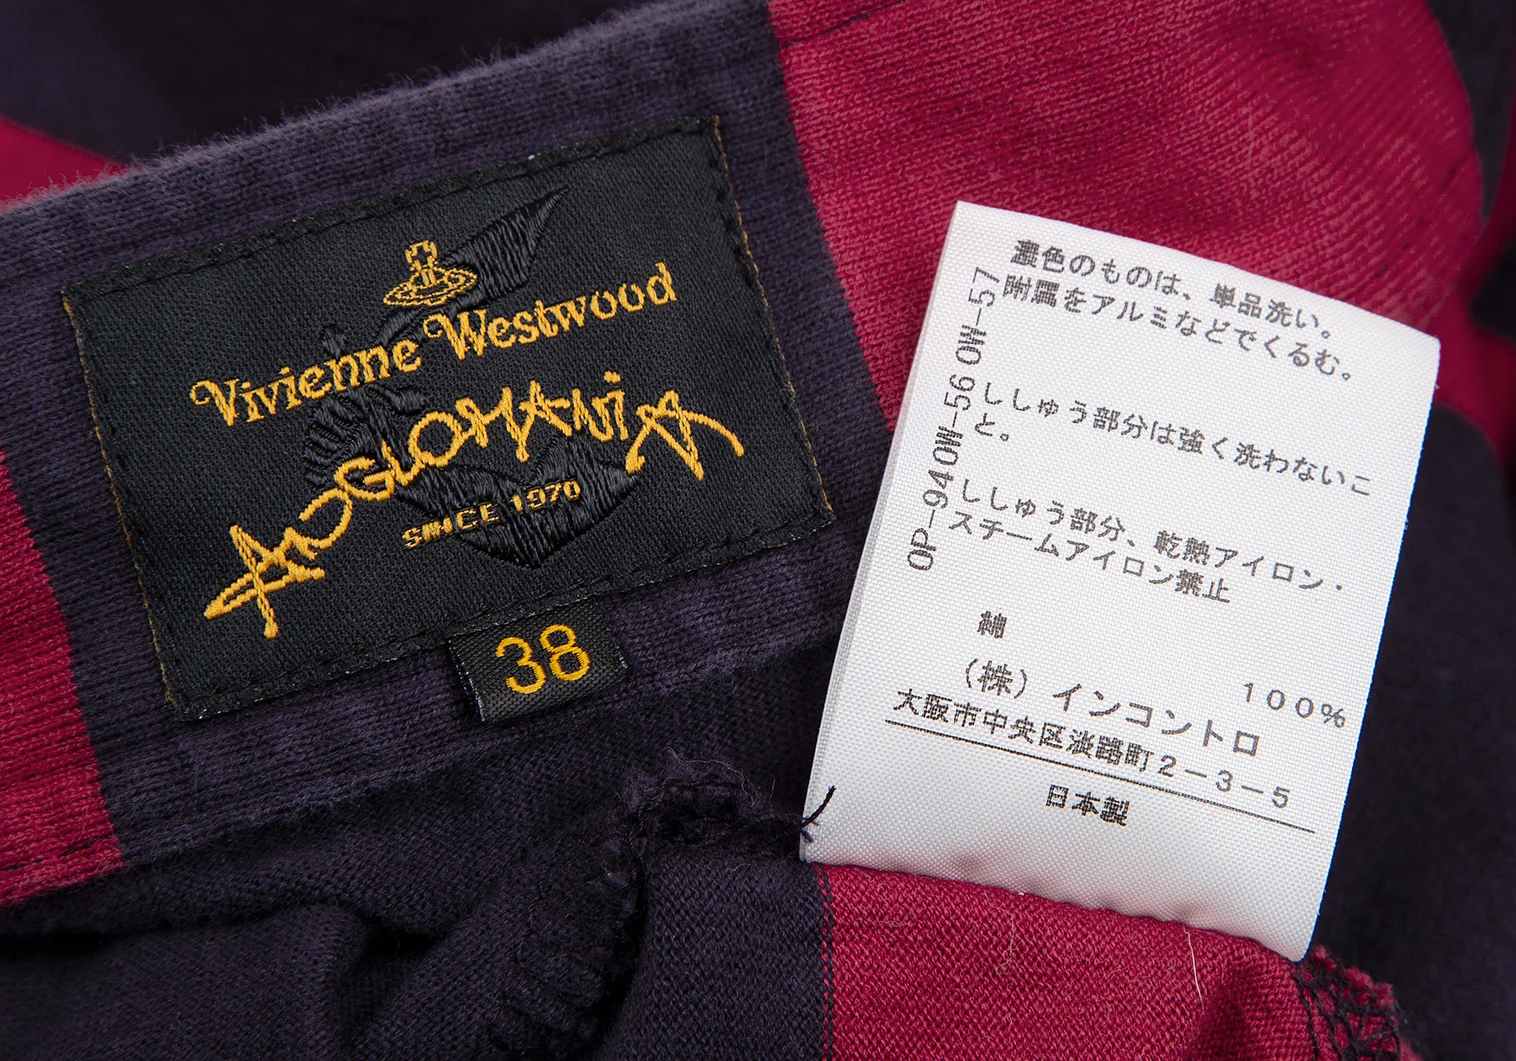 Vivienne Westwood
ANGLOMANIA
SINCE 1970
38
濃色のものは、単品洗い。
附属をアルミなどでくるむ。
ししゅう部分は強く洗わないこ
と。
ししゅう部分、乾熱アイロン・
スチームアイロン禁止
綿
100%
(株)インコントロ
大阪市中央区淡路町2-3-5
日本製
OP-940W-560W-57